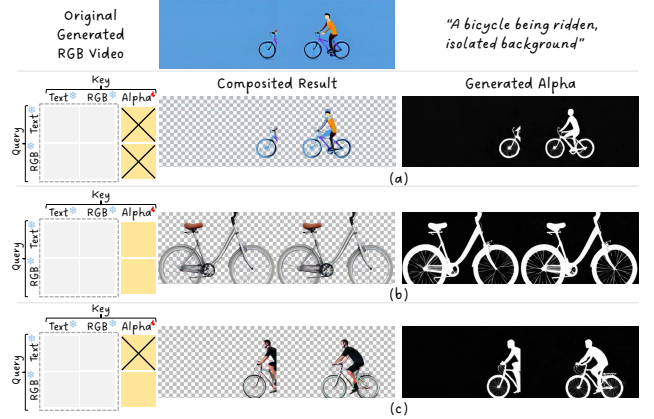 Original
Generated
RGB Video
"A bicycle being ridden,
isolated background"
Key
Text RGB Alpha
Query
Text
RGB
Composited Result
Generated Alpha
(a)
Key
Text RGB Alpha
Query
Text
RGB
(b)
Key
Text RGB Alpha
Query
Text
RGB
(c)